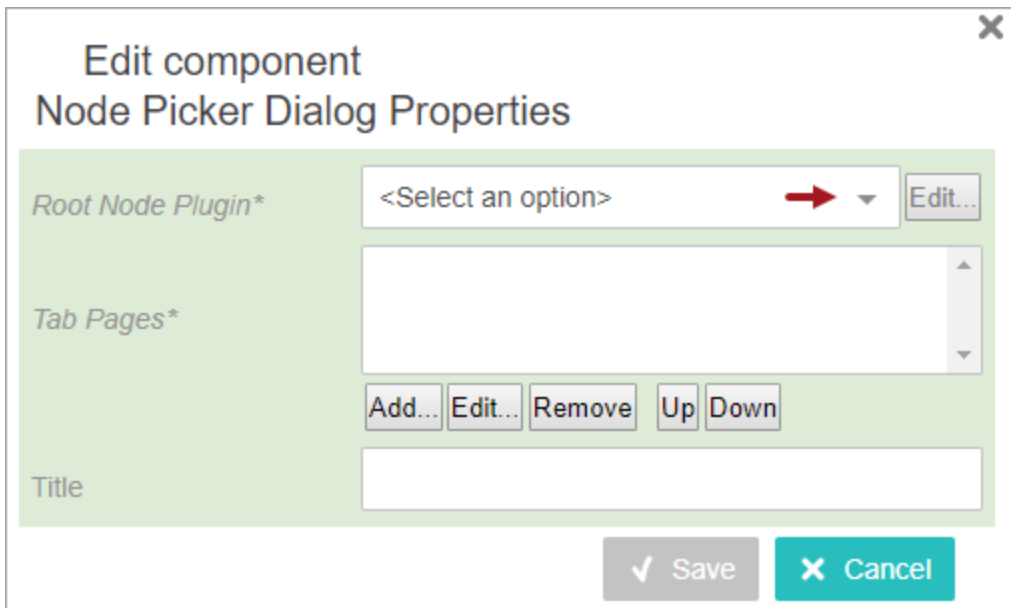 Edit component
Node Picker Dialog Properties
Root Node Plugin*
<Select an option>
Edit...
Tab Pages*
Add... Edit... Remove Up Down
Title
Save
Cancel